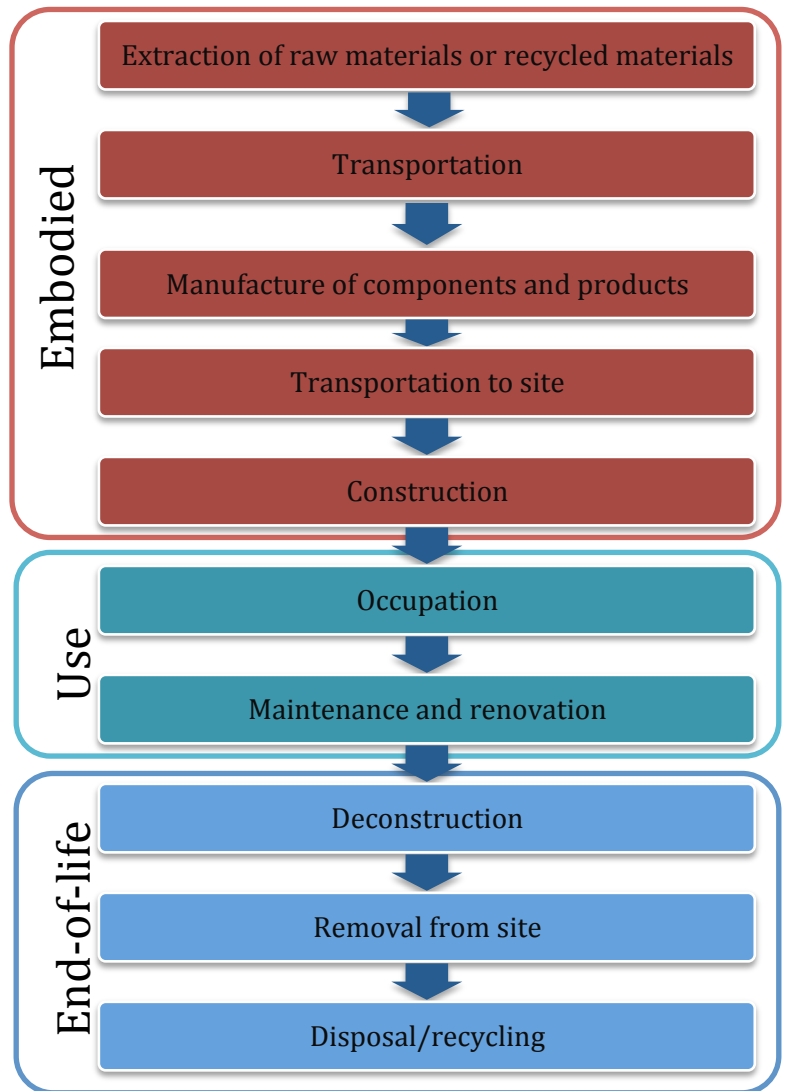 Embodied
Extraction of raw materials or recycled materials
Transportation
Manufacture of components and products
Transportation to site
Construction
Use
Occupation
Maintenance and renovation
End-of-life
Deconstruction
Removal from site
Disposal/recycling